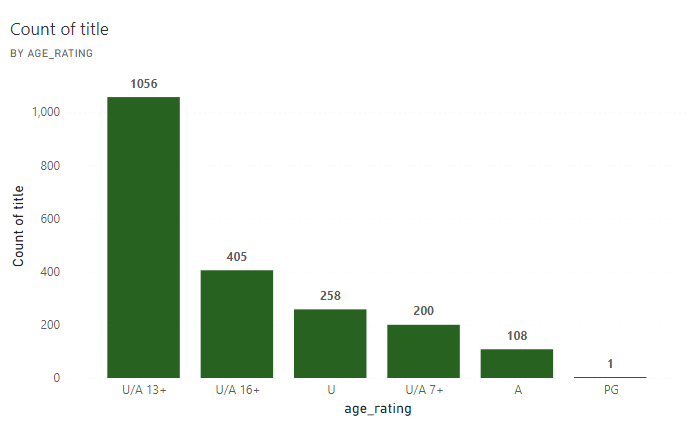 Count of title
BY AGE_RATING
1056
1,000
800
Count of title
600
405
400
258
200
200
108
1
0
U/A 13+ U/A 16+ U U/A 7+ A PG
age_rating